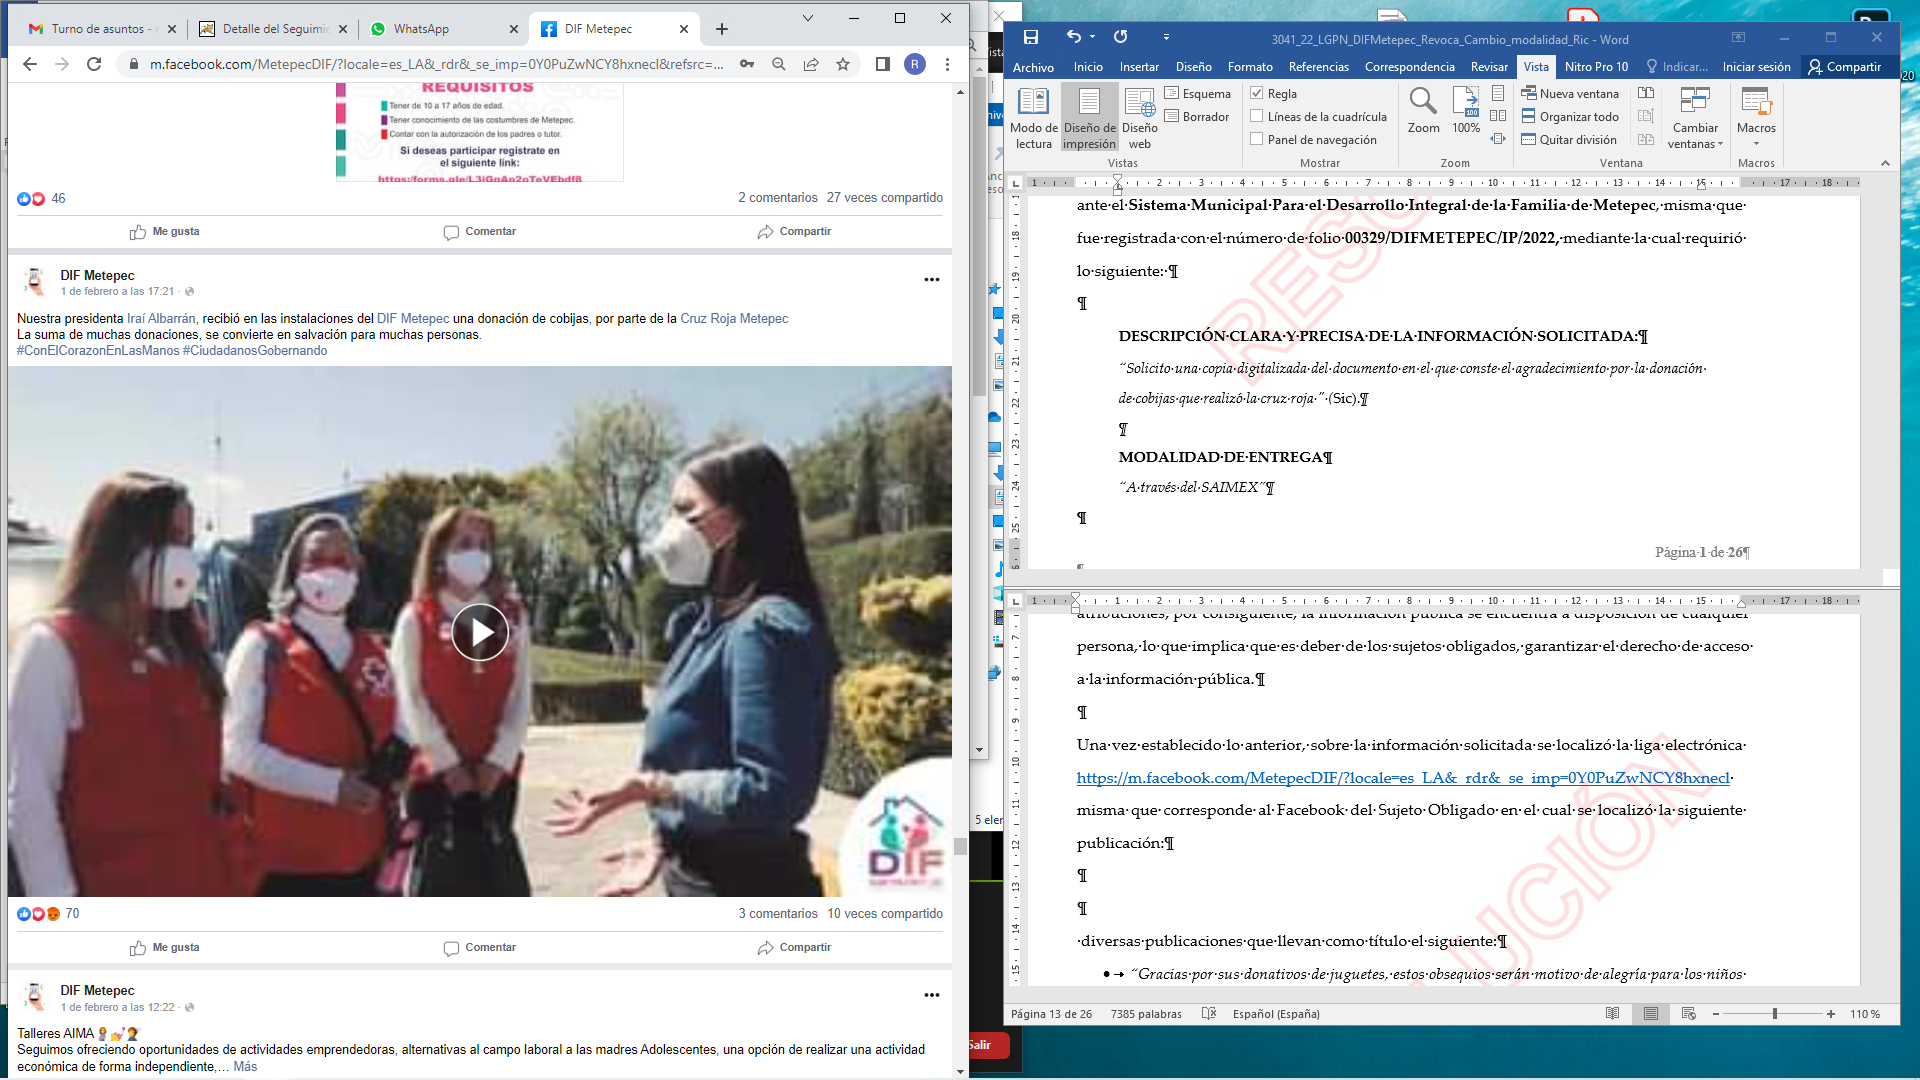 Turno de asuntos -
Detalle del Seguimie
WhatsApp
DIF Metepec
m.facebook.com/MetepecDIF/?locale=es_LA&_rdr&_se_imp=0Y0PuZwNCY8hxnecl&refsrc=...
R
REQUISITOS
Tener de 10 a 17 años de edad.
Tener conocimiento de las costumbres de Metepec.
Contar con la autorización de los padres o tutor.
Si deseas participar registrate en
el siguiente link:
46
2 comentarios 27 veces compartido
Me gusta Comentar Compartir
DIF Metepec
1 de febrero a las 17:21 ·
Nuestra presidenta Iraí Albarrán, recibió en las instalaciones del DIF Metepec una donación de cobijas, por parte de la Cruz Roja Metepec
La suma de muchas donaciones, se convierte en salvación para muchas personas.
#ConElCorazonEnLasManos #CiudadanosGobernando
DIF
70
3 comentarios 10 veces compartido
Me gusta Comentar Compartir
DIF Metepec
1 de febrero a las 12:22 ·
Talleres AIMA
Seguimos ofreciendo oportunidades de actividades emprendedoras, alternativas al campo laboral a las madres Adolescentes, una opción de realizar una actividad
económica de forma independiente,... Más
5 eler
Salir
3041_22_LGPN_DIFMetepec_Revoca_Cambio_modalidad_Ric - Word
Archivo Inicio Insertar Diseño Formato Referencias Correspondencia Revisar Vista Nitro Pro 10 Indicar... Iniciar sesión Compartir
Modo de lectura
Diseño de impresión
Diseño web
Esquema
Borrador
Vistas
Regla
Líneas de la cuadrícula
Panel de navegación
Mostrar
Zoom
100%
Zoom
Nueva ventana
Organizar todo
Quitar división
Cambiar ventanas
Ventana
Macros
Macros
ante el Sistema Municipal Para el Desarrollo Integral de la Familia de Metepec, misma que
fue registrada con el número de folio 00329/DIFMETEPEC/IP/2022, mediante la cual requirió
lo siguiente: ¶
¶
DESCRIPCIÓN CLARA Y PRECISA DE LA INFORMACIÓN SOLICITADA:¶
"Solicito una copia digitalizada del documento en el que conste el agradecimiento por la donación
de cobijas que realizó la cruz roja " (Sic).¶
¶
MODALIDAD DE ENTREGA¶
"A través del SAIMEX"¶
¶
Página 1 de 26¶
atribuciones, por consiguiente, la información pública se encuentra a disposición de cualquier
persona, lo que implica que es deber de los sujetos obligados, garantizar el derecho de acceso
a la información pública.¶
¶
Una vez establecido lo anterior, sobre la información solicitada se localizó la liga electrónica
https://m.facebook.com/MetepecDIF/?locale=es_LA&_rdr&_se_imp=0Y0PuZwNCY8hxnecl
misma que corresponde al Facebook del Sujeto Obligado en el cual se localizó la siguiente
publicación:¶
¶
¶
diversas publicaciones que llevan como título el siguiente:¶
• "Gracias por sus donativos de juguetes, estos obsequios serán motivo de alegría para los niños
Página 13 de 26 7385 palabras Español (España) 110 %